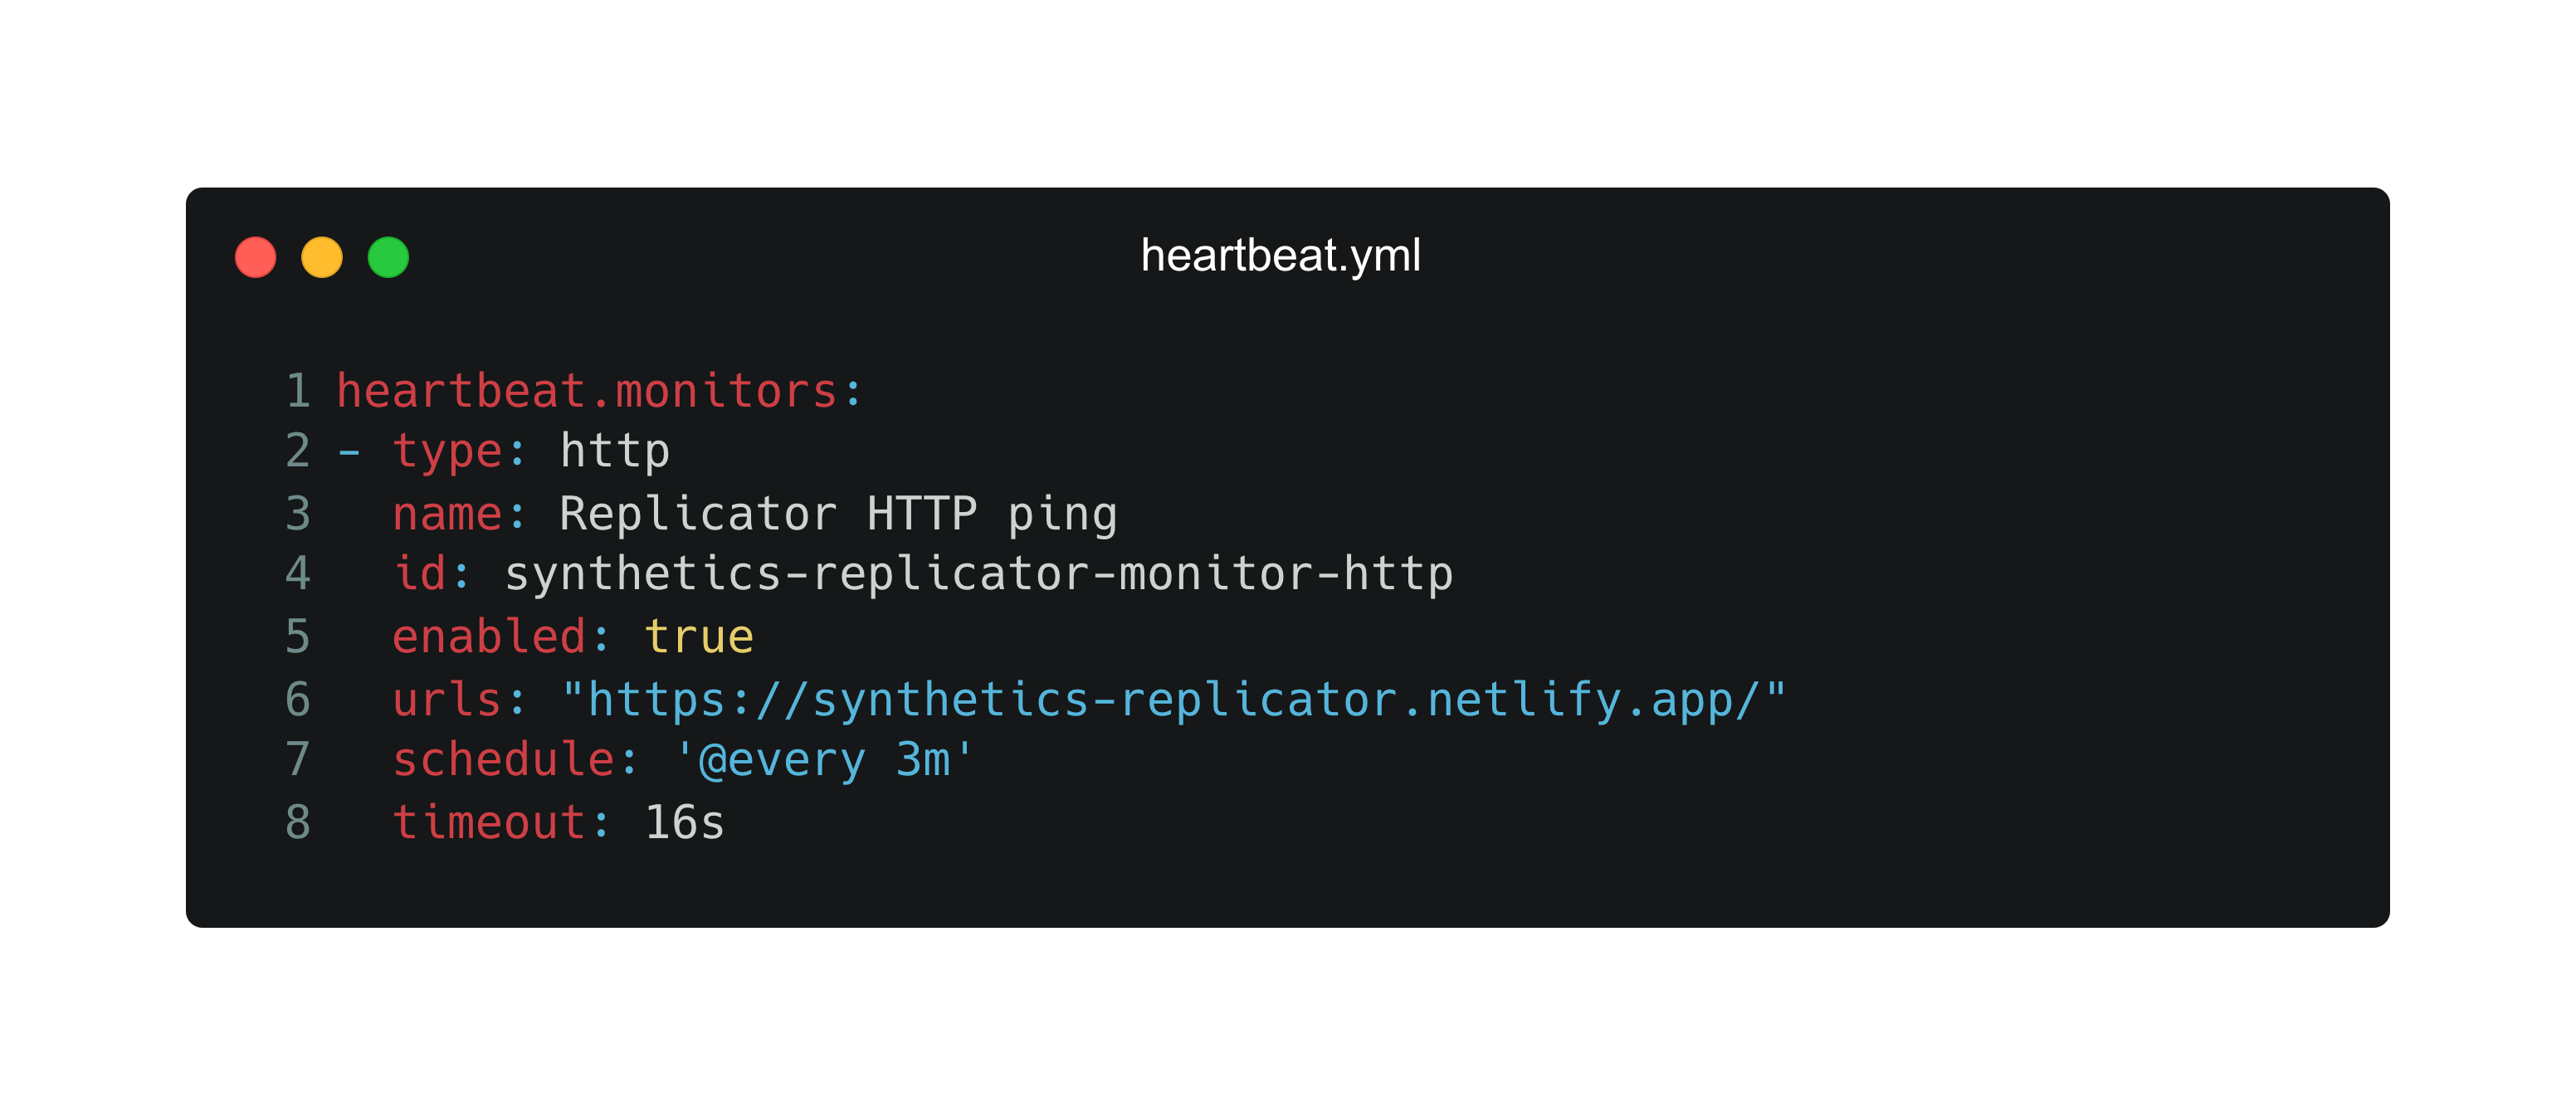 heartbeat.yml
1 heartbeat.monitors:
2 - type: http
3   name: Replicator HTTP ping
4   id: synthetics-replicator-monitor-http
5   enabled: true
6   urls: "https://synthetics-replicator.netlify.app/"
7   schedule: '@every 3m'
8   timeout: 16s